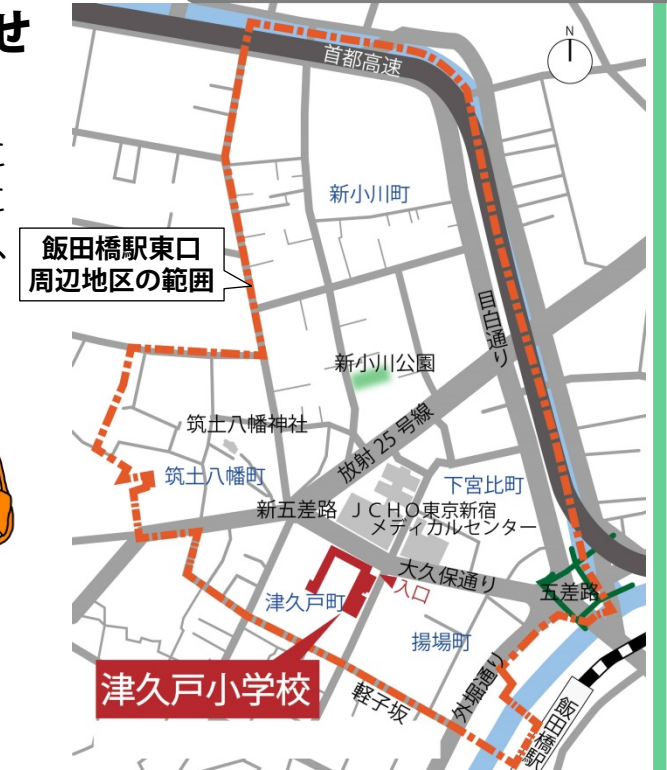 せ
に
に
、
N
首都高速
新小川町
飯田橋駅東口
周辺地区の範囲
目白通り
新小川公園
筑土八幡神社
放射25号線
筑土八幡町
下宮比町
新五差路
JCHO東京新宿
メディカルセンター
大久保通り
入口
五差路
津久戸町
揚場町
津久戸小学校
軽子坂
外堀通り
飯田橋駅